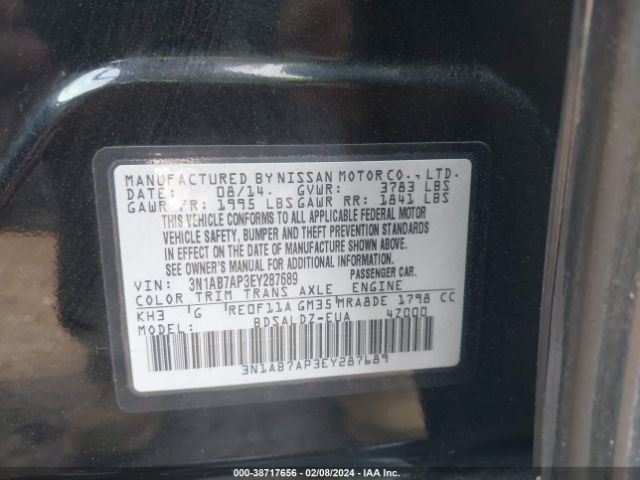 MANUFACTURED BY NISSAN MOTOR CO., LTD.
DATE: 08/14. GVWR: 3783 LBS
GAWR FR: 1995 LBS GAWR RR: 1841 LBS
THIS VEHICLE CONFORMS TO ALL APPLICABLE FEDERAL MOTOR
VEHICLE SAFETY, BUMPER AND THEFT PREVENTION STANDARDS
IN EFFECT ON THE DATE OF MANUFACTURE SHOWN ABOVE.
SEE OWNER'S MANUAL FOR ADDITIONAL INFORMATION.
VIN: 3N1AB7AP3EY287689 PASSENGER CAR.
COLOR TRIM TRANS AXLE ENGINE
KH3 G RE0F11A GM35 MRA8DE 1798 CC
MODEL: BDSALDZ-EUA 4Z000
3N1AB7AP3EY287689
000-38717656 - 02/08/2024 - IAA Inc.